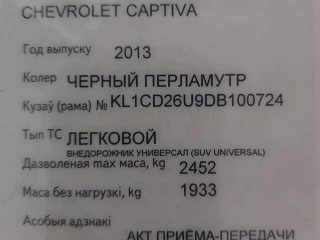 CHEVROLET CAPTIVA
Год выпуску 2013
Колер ЧЕРНЫЙ ПЕРЛАМУТР
Кузаў (рама) № KL1CD26U9DB100724
Тып ТС ЛЕГКОВОЙ
ВНЕДОРОЖНИК УНИВЕРСАЛ (SUV UNIVERSAL)
Дазволеная max маса, kg 2452
Маса без нагрузкі, kg 1933
Асобыя адзнакі
АКТ ПРИЁМА-ПЕРЕДАЧИ